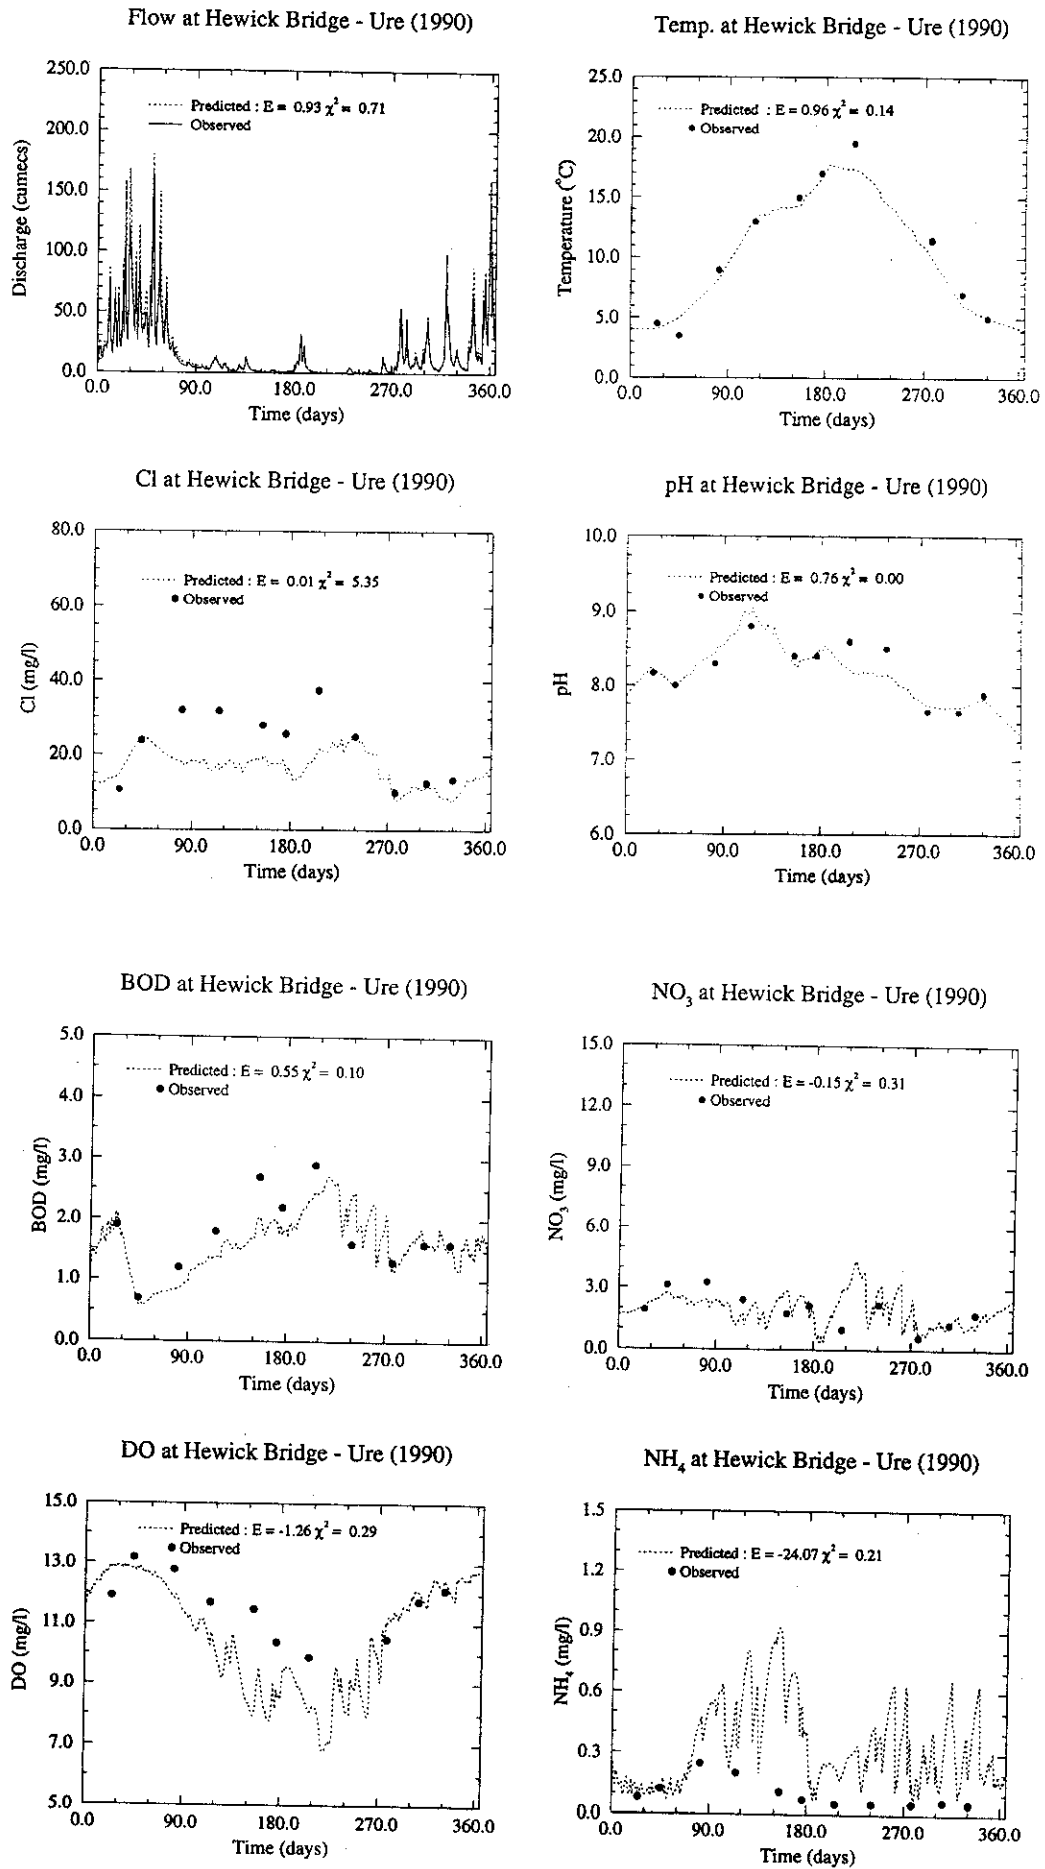 Flow at Hewick Bridge - Ure (1990)
250.0
200.0
150.0
100.0
50.0
0.0
Discharge (cumecs)
Predicted : E = 0.93 χ² = 0.71
Observed
0.0 90.0 180.0 270.0 360.0
Time (days)
Temp. at Hewick Bridge - Ure (1990)
25.0
20.0
15.0
10.0
5.0
0.0
Temperature (°C)
Predicted : E = 0.96 χ² = 0.14
Observed
0.0 90.0 180.0 270.0 360.0
Time (days)
Cl at Hewick Bridge - Ure (1990)
80.0
60.0
40.0
20.0
0.0
Cl (mg/l)
Predicted : E = 0.01 χ² = 5.35
Observed
0.0 90.0 180.0 270.0 360.0
Time (days)
pH at Hewick Bridge - Ure (1990)
10.0
9.0
8.0
7.0
6.0
pH
Predicted : E = 0.76 χ² = 0.00
Observed
0.0 90.0 180.0 270.0 360.0
Time (days)
BOD at Hewick Bridge - Ure (1990)
5.0
4.0
3.0
2.0
1.0
0.0
BOD (mg/l)
Predicted : E = 0.55 χ² = 0.10
Observed
0.0 90.0 180.0 270.0 360.0
Time (days)
NO₃ at Hewick Bridge - Ure (1990)
15.0
12.0
9.0
6.0
3.0
0.0
NO₃ (mg/l)
Predicted : E = -0.15 χ² = 0.31
Observed
0.0 90.0 180.0 270.0 360.0
Time (days)
DO at Hewick Bridge - Ure (1990)
15.0
13.0
11.0
9.0
7.0
5.0
DO (mg/l)
Predicted : E = -1.26 χ² = 0.29
Observed
0.0 90.0 180.0 270.0 360.0
Time (days)
NH₄ at Hewick Bridge - Ure (1990)
1.5
1.2
0.9
0.6
0.3
0.0
NH₄ (mg/l)
Predicted : E = -24.07 χ² = 0.21
Observed
0.0 90.0 180.0 270.0 360.0
Time (days)